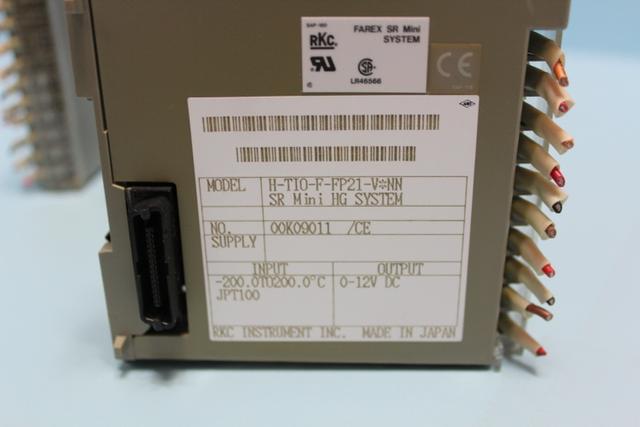 FAREX SR Mini
SYSTEM
RKC®
LR46566
CE
MODEL H-TIO-F-FP21-V*NN
SR Mini HG SYSTEM
NO. 00K09011 /CE
SUPPLY
INPUT OUTPUT
-200.0TO200.0°C 0-12V DC
JPT100
RKC INSTRUMENT INC. MADE IN JAPAN